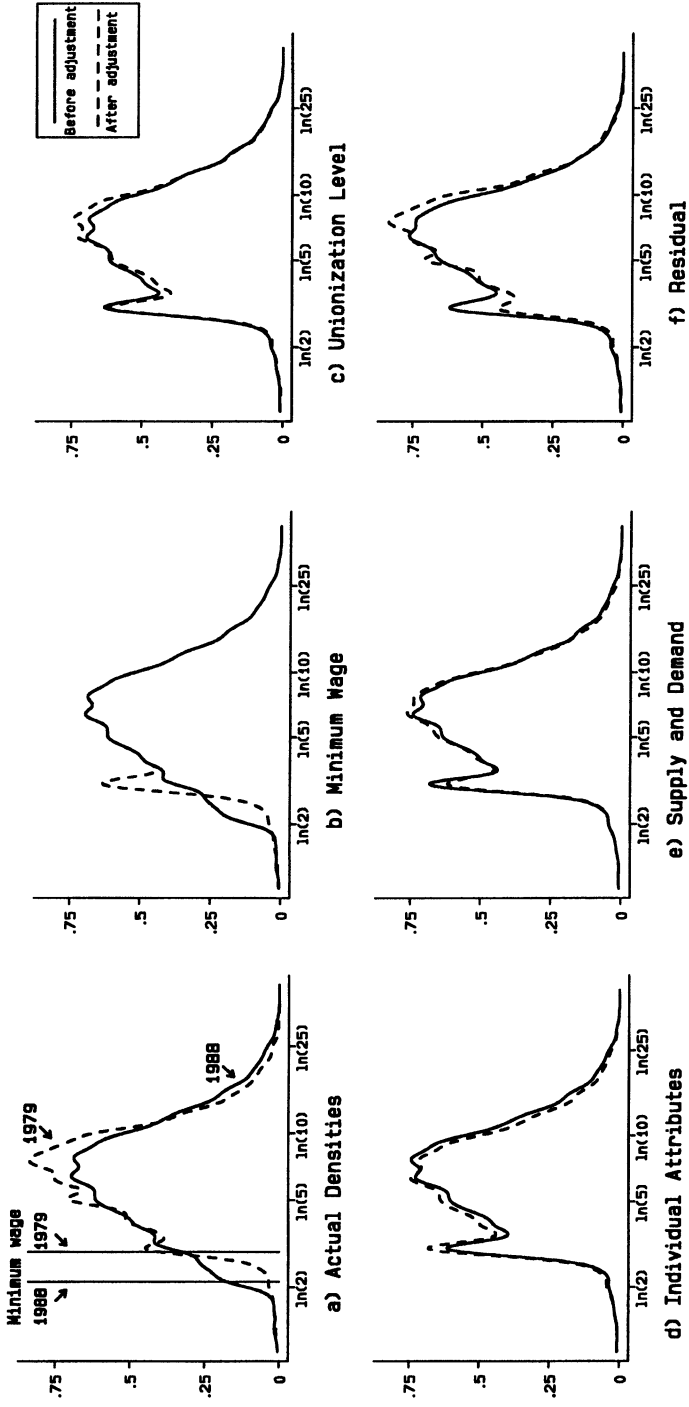 Minimum wage
1988
1979
1979
1988
.75
.5
.25
0
ln(2)
ln(5)
ln(10)
ln(25)
a) Actual Densities
.75
.5
.25
0
ln(2)
ln(5)
ln(10)
ln(25)
b) Minimum Wage
Before adjustment
After adjustment
.75
.5
.25
0
ln(2)
ln(5)
ln(10)
ln(25)
c) Unionization Level
.75
.5
.25
0
ln(2)
ln(5)
ln(10)
ln(25)
d) Individual Attributes
.75
.5
.25
0
ln(2)
ln(5)
ln(10)
ln(25)
e) Supply and Demand
.75
.5
.25
0
ln(2)
ln(5)
ln(10)
ln(25)
f) Residual